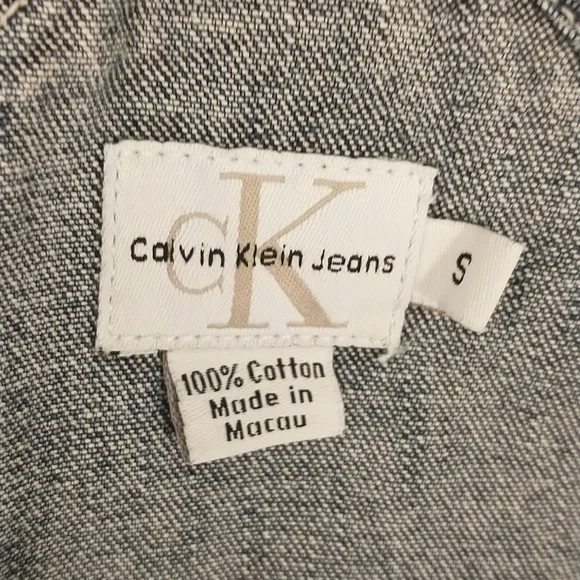 CK
Calvin Klein Jeans
S
100% Cotton
Made in
Macau